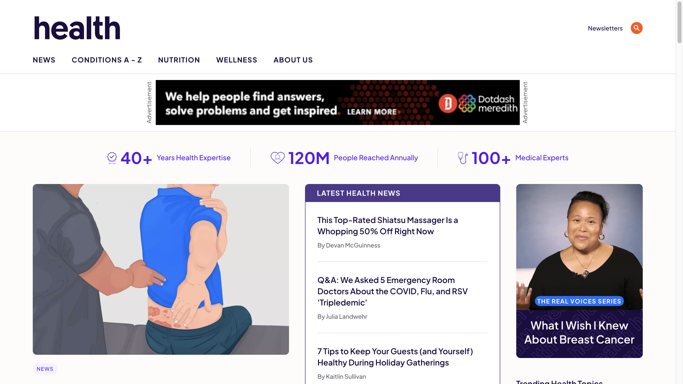 health
Newsletters
NEWS CONDITIONS A - Z NUTRITION WELLNESS ABOUT US
Advertisement
We help people find answers,
solve problems and get inspired.
LEARN MORE
Dotdash
meredith
Advertisement
40+ Years Health Expertise
120M People Reached Annually
100+ Medical Experts
NEWS
LATEST HEALTH NEWS
This Top-Rated Shiatsu Massager Is a
Whopping 50% Off Right Now
By Devan McGuinness
Q&A: We Asked 5 Emergency Room
Doctors About the COVID, Flu, and RSV
'Tripledemic'
By Julia Landwehr
7 Tips to Keep Your Guests (and Yourself)
Healthy During Holiday Gatherings
By Kaitlin Sullivan
THE REAL VOICES SERIES
What I Wish I Knew
About Breast Cancer
Trending Health Topics